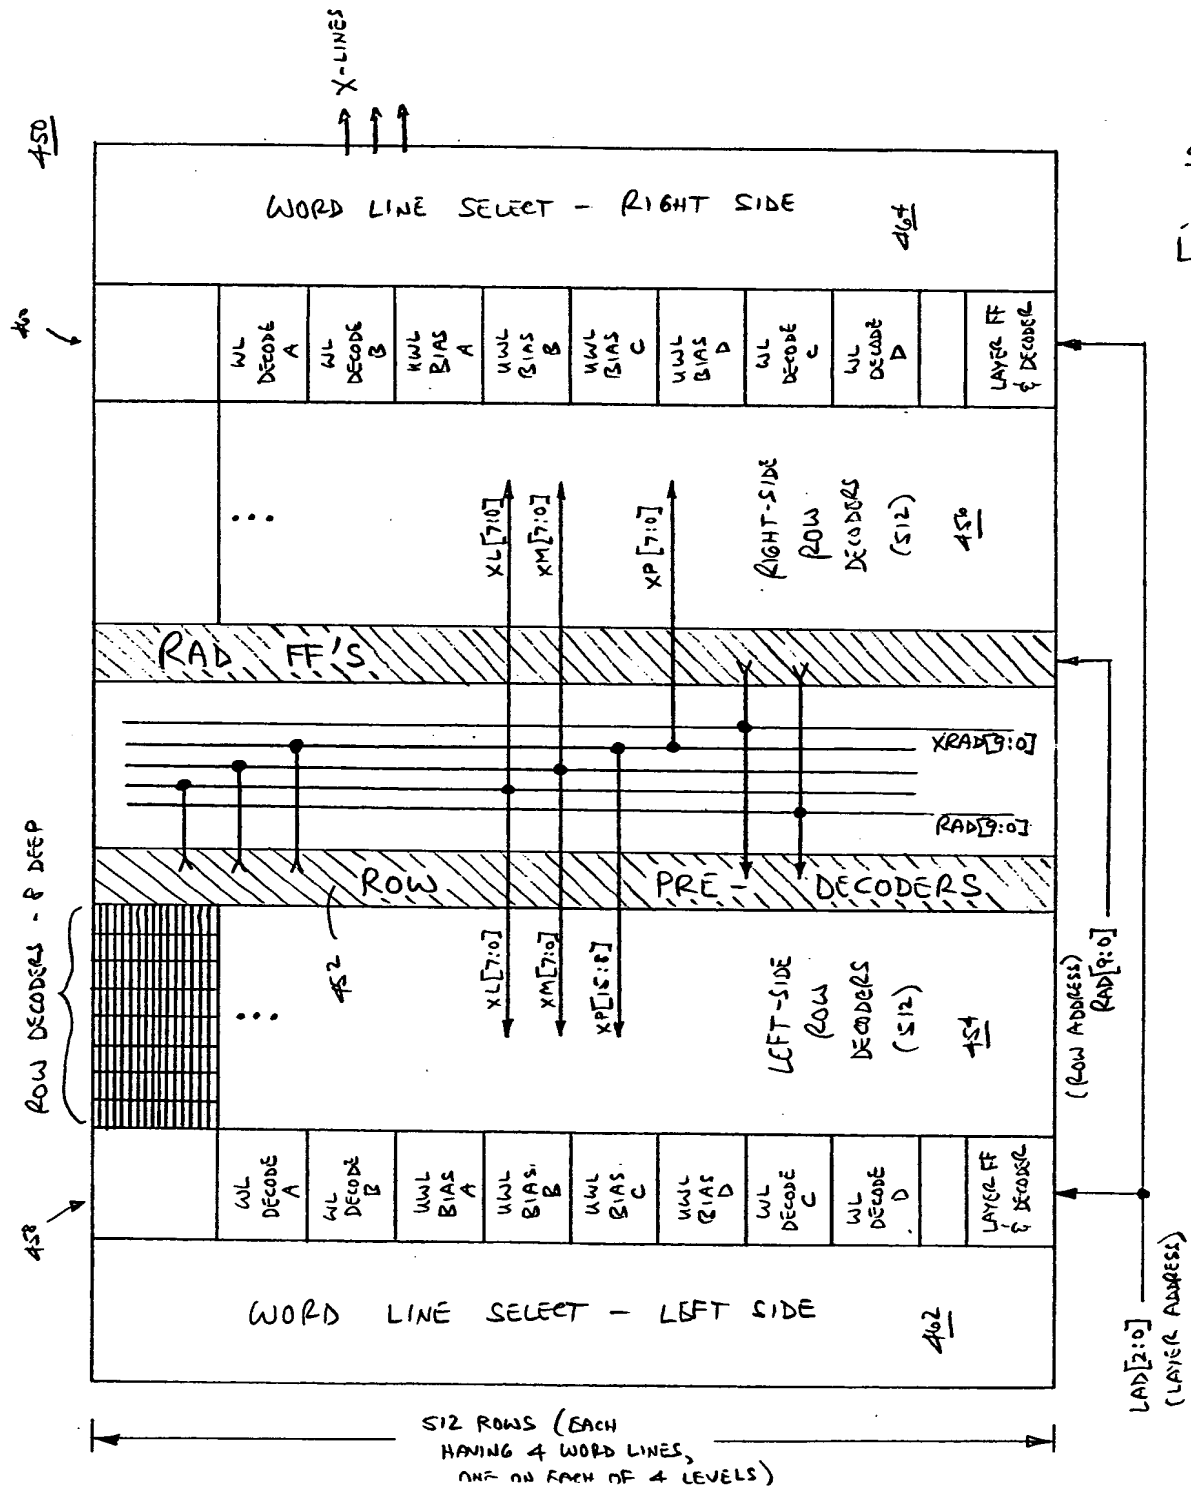 450
X-LINES
WORD LINE SELECT - RIGHT SIDE
464
460
WL DECODE A
WL DECODE B
UWL BIAS A
UWL BIAS B
UWL BIAS C
UWL BIAS D
WL DECODE C
WL DECODE D
LAYER FF & DECODER
...
XL[7:0]
XM[7:0]
XP[7:0]
RIGHT-SIDE
ROW
DECODERS
(512)
456
RAD FF'S
XRAD[9:0]
RAD[9:0]
ROW PRE-DECODERS
452
ROW DECODERS - 8 DEEP
...
XL[7:0]
XM[7:0]
XP[15:8]
LEFT-SIDE
ROW
DECODERS
(512)
454
(ROW ADDRESS)
RAD[9:0]
458
WL DECODE A
WL DECODE B
UWL BIAS A
UWL BIAS B
UWL BIAS C
UWL BIAS D
WL DECODE C
WL DECODE D
LAYER FF & DECODER
WORD LINE SELECT - LEFT SIDE
462
LAD[2:0]
(LAYER ADDRESS)
512 ROWS (EACH
HAVING 4 WORD LINES,
ONE ON EACH OF 4 LEVELS)